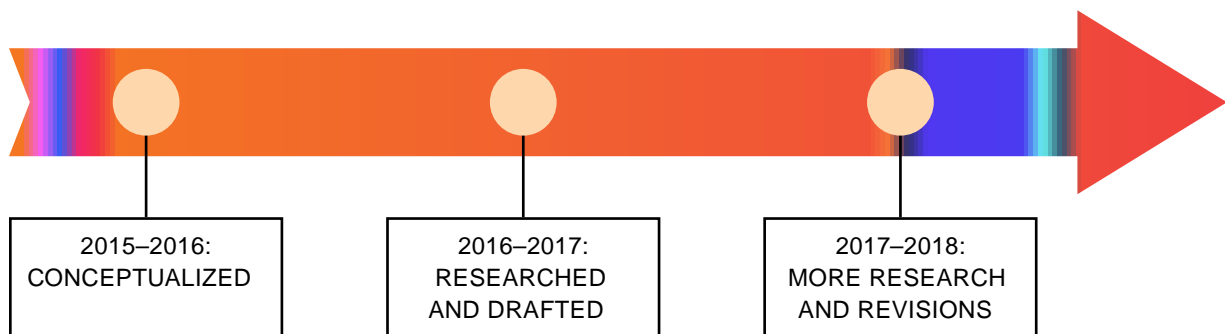 2015–2016:
CONCEPTUALIZED
2016–2017:
RESEARCHED
AND DRAFTED
2017–2018:
MORE RESEARCH
AND REVISIONS